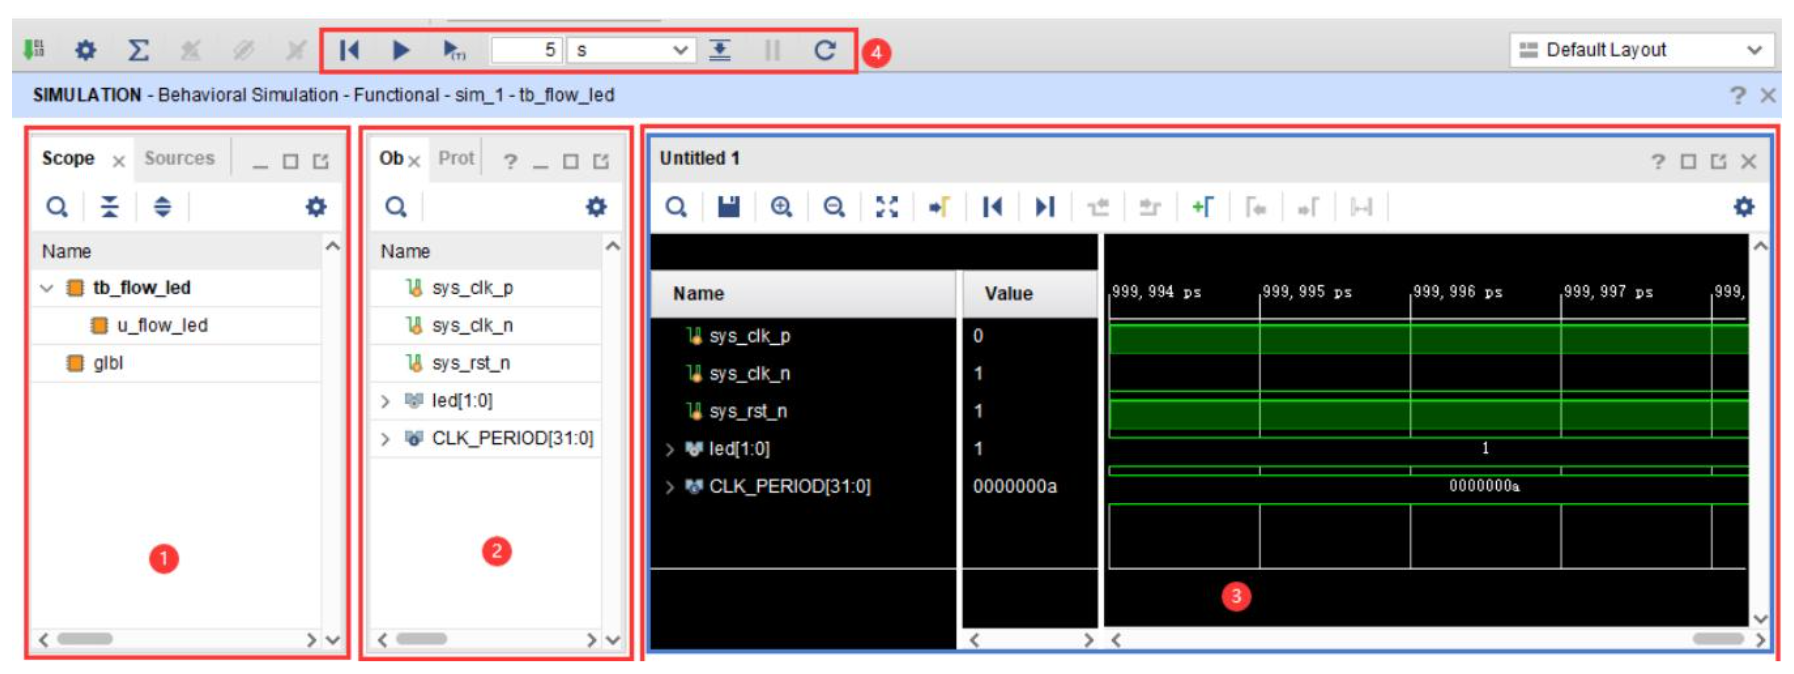 01
10
(T)
5 s
4
Default Layout
SIMULATION - Behavioral Simulation - Functional - sim_1 - tb_flow_led
? ×
Scope × Sources
Name
tb_flow_led
u_flow_led
glbl
1
Ob × Prot ?
Name
sys_clk_p
sys_clk_n
sys_rst_n
led[1:0]
CLK_PERIOD[31:0]
2
Untitled 1
?
Name Value
sys_clk_p 0
sys_clk_n 1
sys_rst_n 1
led[1:0] 1
CLK_PERIOD[31:0] 0000000a
,999,994 ps ,999,995 ps ,999,996 ps ,999,997 ps ,999,
1
0000000a
3